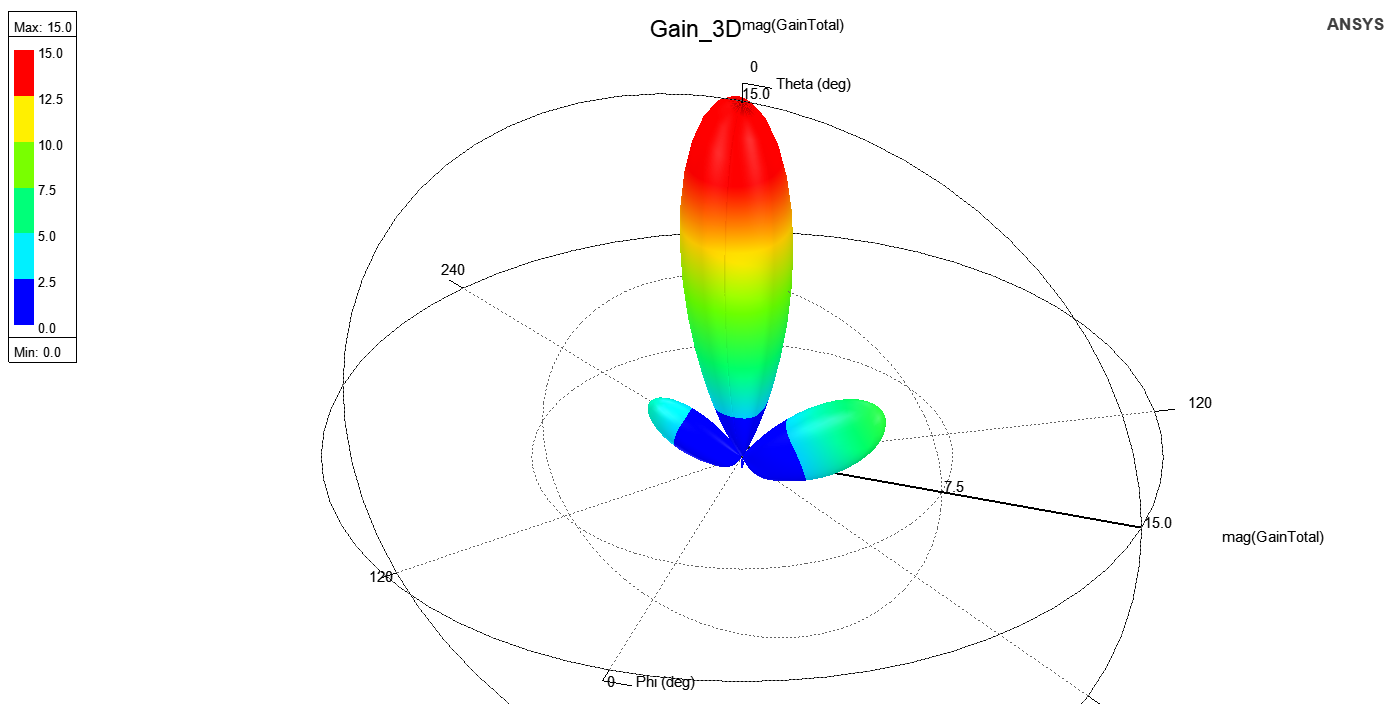 Gain_3D mag(GainTotal)
ANSYS
Max: 15.0
15.0
12.5
10.0
7.5
5.0
2.5
0.0
Min: 0.0
0
Theta (deg)
15.0
240
120
7.5
15.0
mag(GainTotal)
120
0
Phi (deg)